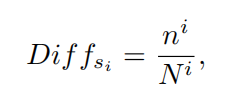 Diff_{s_i} = \frac{n^i}{N^i},